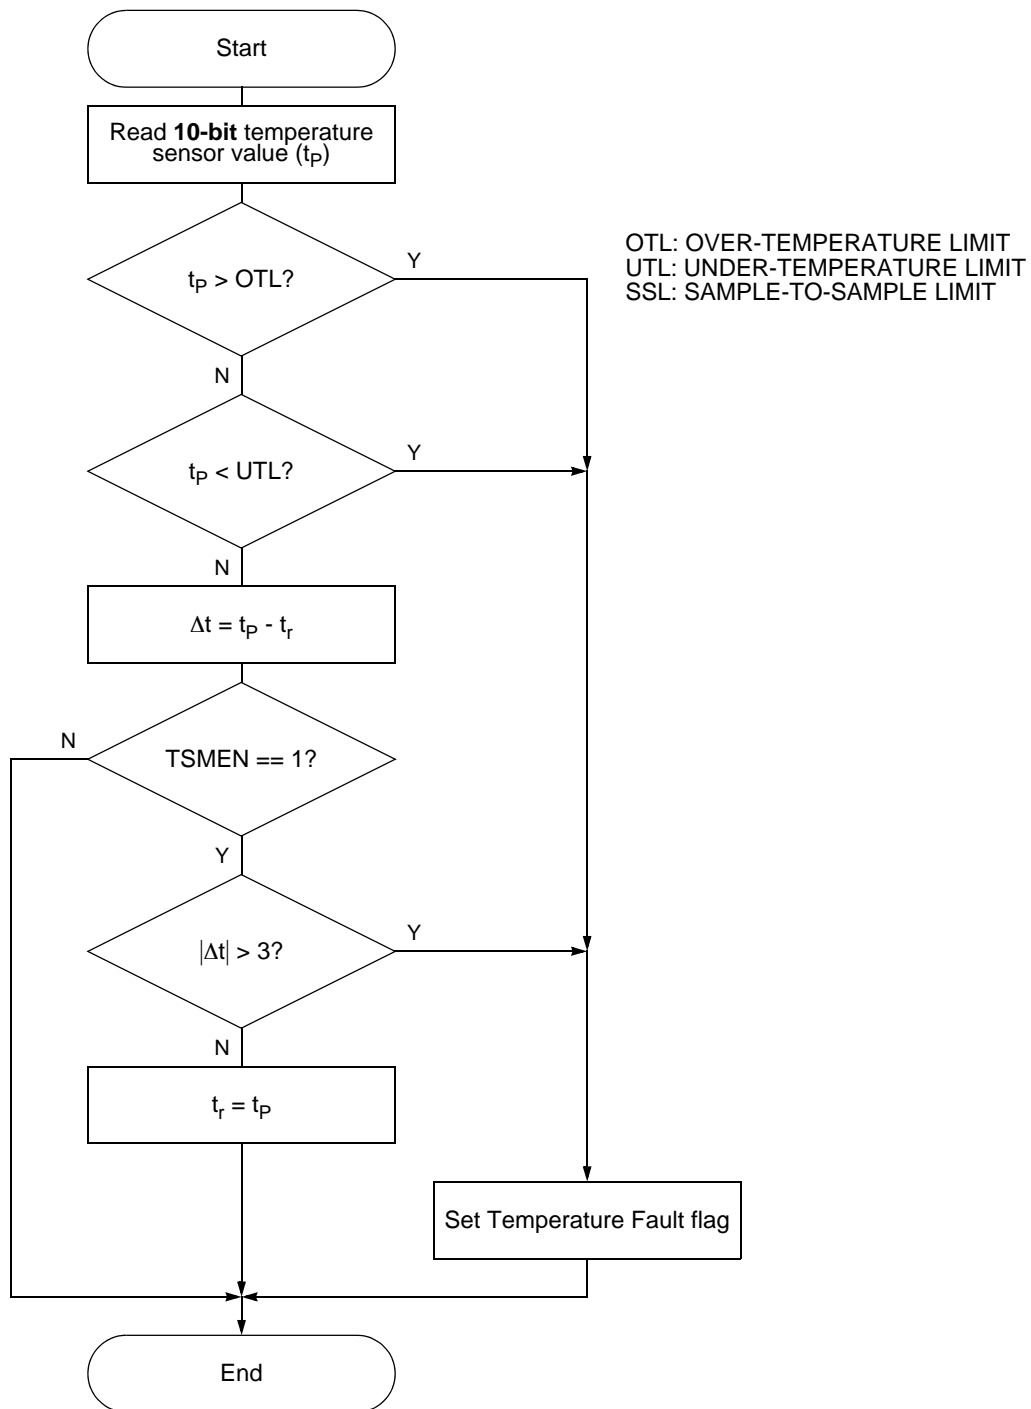 Start
Read 10-bit temperature
sensor value (tP)
OTL: OVER-TEMPERATURE LIMIT
UTL: UNDER-TEMPERATURE LIMIT
SSL: SAMPLE-TO-SAMPLE LIMIT
tP > OTL?
Y
N
tP < UTL?
Y
N
Δt = tP - tr
N
TSMEN == 1?
Y
|Δt| > 3?
Y
N
tr = tP
Set Temperature Fault flag
End